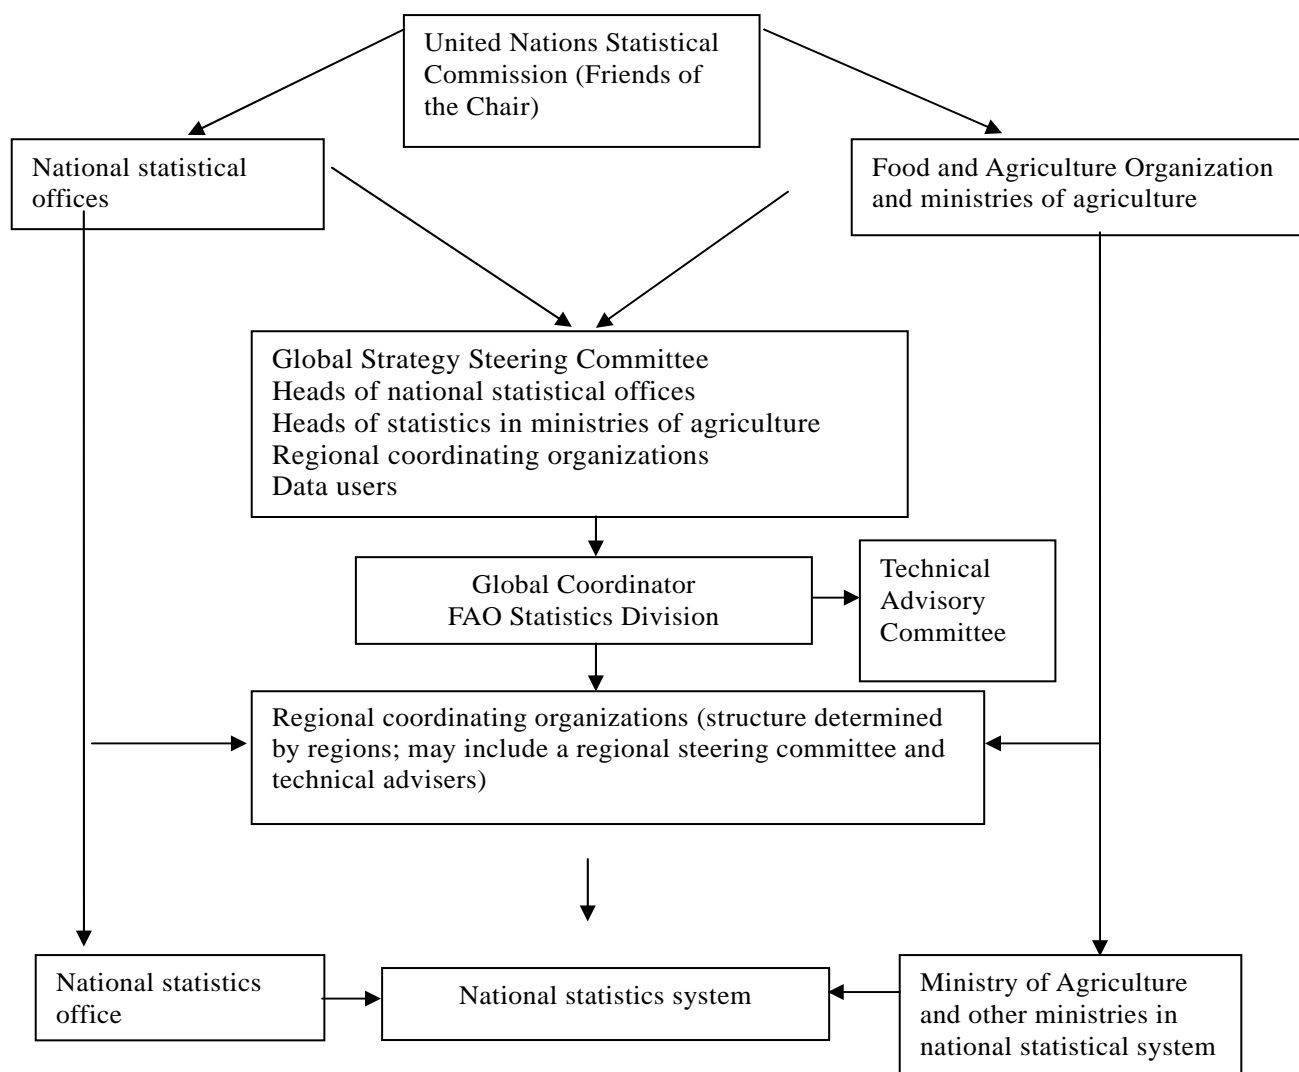 United Nations Statistical
Commission (Friends of
the Chair)
National statistical
offices
Food and Agriculture Organization
and ministries of agriculture
Global Strategy Steering Committee
Heads of national statistical offices
Heads of statistics in ministries of agriculture
Regional coordinating organizations
Data users
Global Coordinator
FAO Statistics Division
Technical
Advisory
Committee
Regional coordinating organizations (structure determined
by regions; may include a regional steering committee and
technical advisers)
National statistics
office
National statistics system
Ministry of Agriculture
and other ministries in
national statistical system